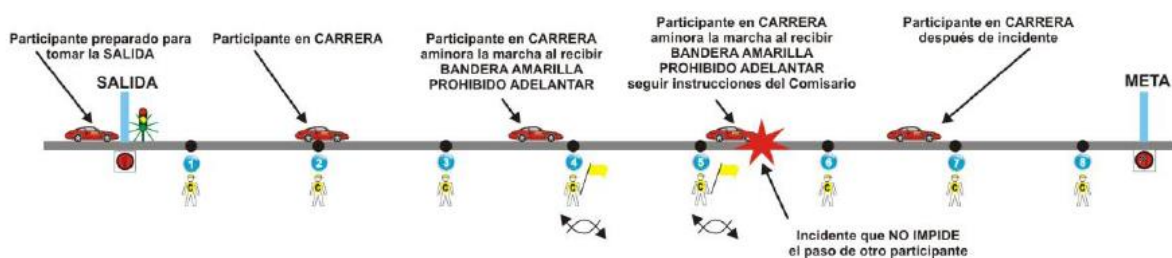 Participante preparado para
tomar la SALIDA
SALIDA
Participante en CARRERA
Participante en CARRERA
aminora la marcha al recibir
BANDERA AMARILLA
PROHIBIDO ADELANTAR
Participante en CARRERA
aminora la marcha al recibir
BANDERA AMARILLA
PROHIBIDO ADELANTAR
seguir instrucciones del Comisario
Participante en CARRERA
después de incidente
META
1
2
3
4
5
6
7
8
C
C
C
C
C
C
C
C
Incidente que NO IMPIDE
el paso de otro participante